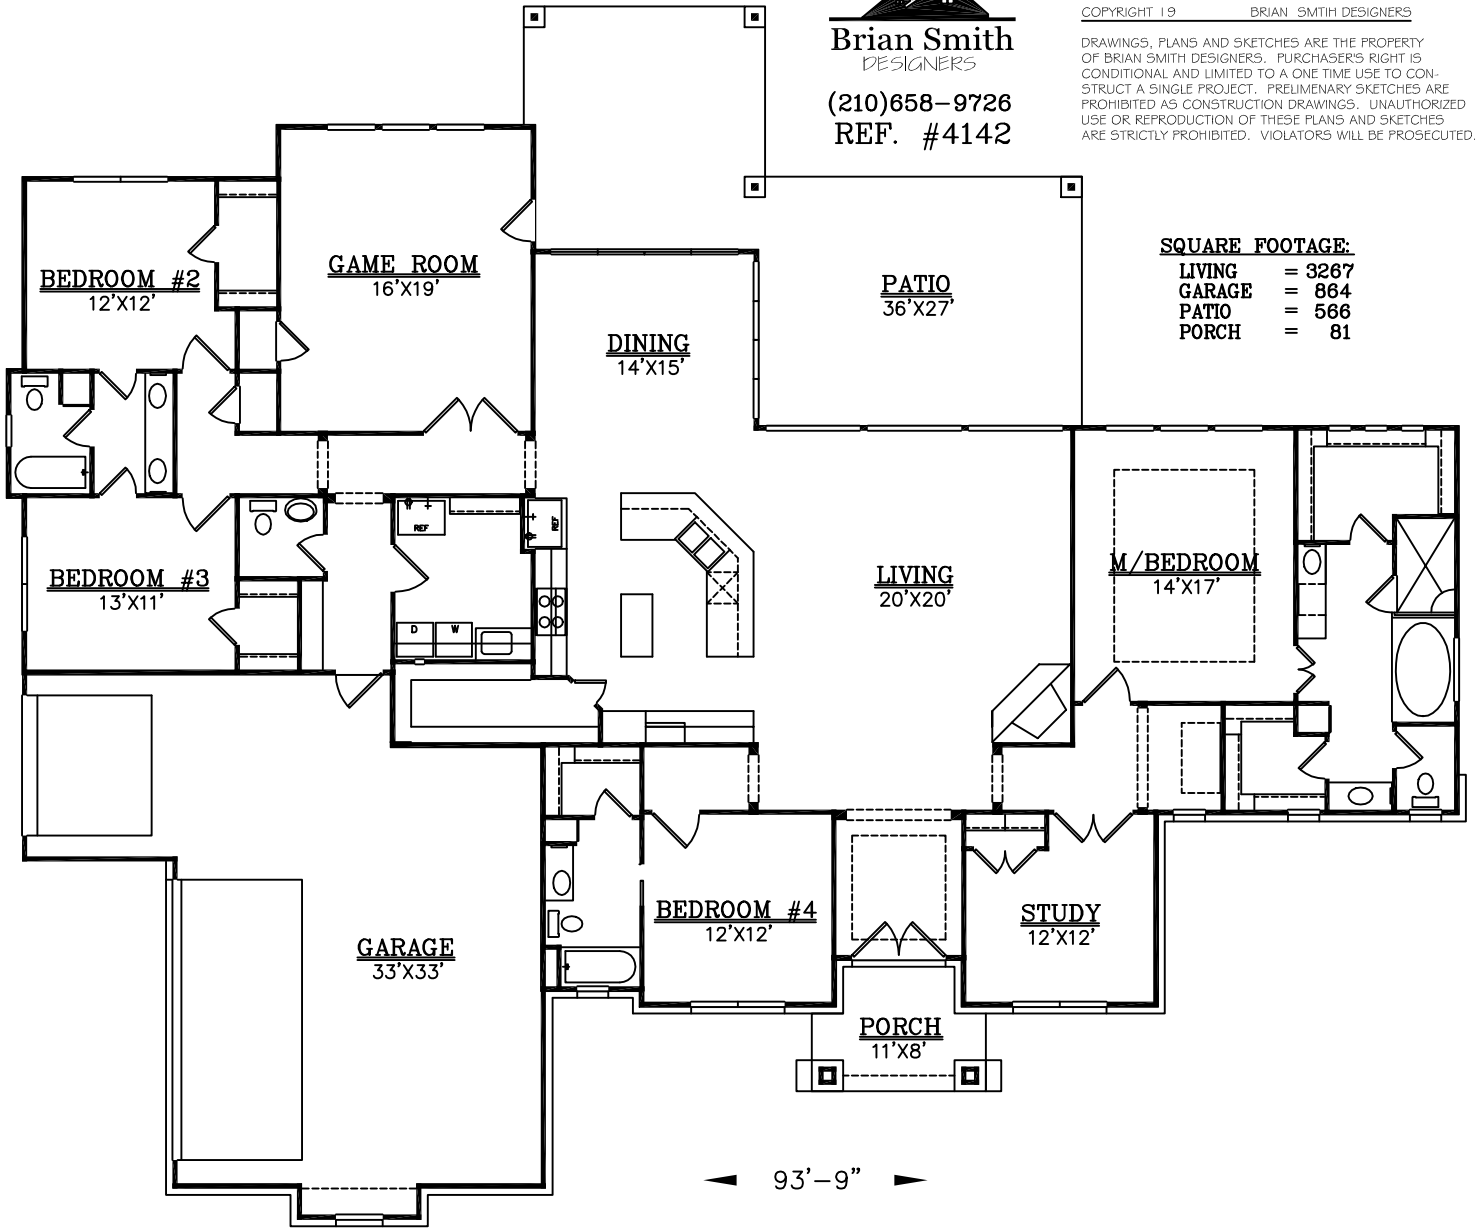 Brian Smith
DESIGNERS
(210)658-9726
REF. #4142
COPYRIGHT 19 BRIAN SMTIH DESIGNERS
DRAWINGS, PLANS AND SKETCHES ARE THE PROPERTY
OF BRIAN SMITH DESIGNERS. PURCHASER'S RIGHT IS
CONDITIONAL AND LIMITED TO A ONE TIME USE TO CON-
STRUCT A SINGLE PROJECT. PRELIMENARY SKETCHES ARE
PROHIBITED AS CONSTRUCTION DRAWINGS. UNAUTHORIZED
USE OR REPRODUCTION OF THESE PLANS AND SKETCHES
ARE STRICTLY PROHIBITED. VIOLATORS WILL BE PROSECUTED.
SQUARE FOOTAGE:
LIVING = 3267
GARAGE = 864
PATIO = 566
PORCH = 81
BEDROOM #2
12'X12'
GAME ROOM
16'X19'
DINING
14'X15'
PATIO
36'X27'
REF
REF
BEDROOM #3
13'X11'
D
W
LIVING
20'X20'
M/BEDROOM
14'X17'
GARAGE
33'X33'
BEDROOM #4
12'X12'
STUDY
12'X12'
PORCH
11'X8'
93'-9"